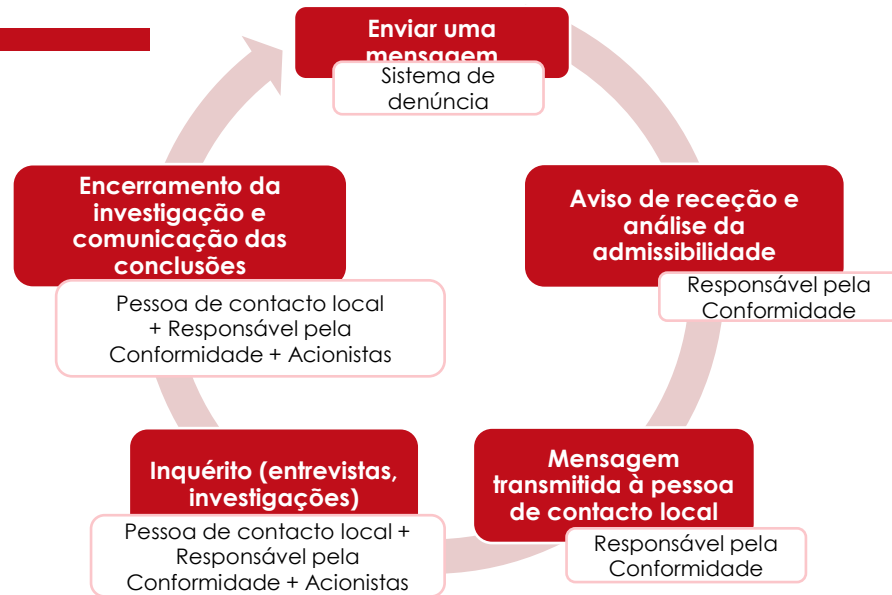 Enviar uma
mensagem
Sistema de
denúncia
Aviso de receção e
análise da
admissibilidade
Responsável pela
Conformidade
Mensagem
transmitida à pessoa
de contacto local
Responsável pela
Conformidade
Inquérito (entrevistas,
investigações)
Pessoa de contacto local +
Responsável pela
Conformidade + Acionistas
Encerramento da
investigação e
comunicação das
conclusões
Pessoa de contacto local
+ Responsável pela
Conformidade + Acionistas